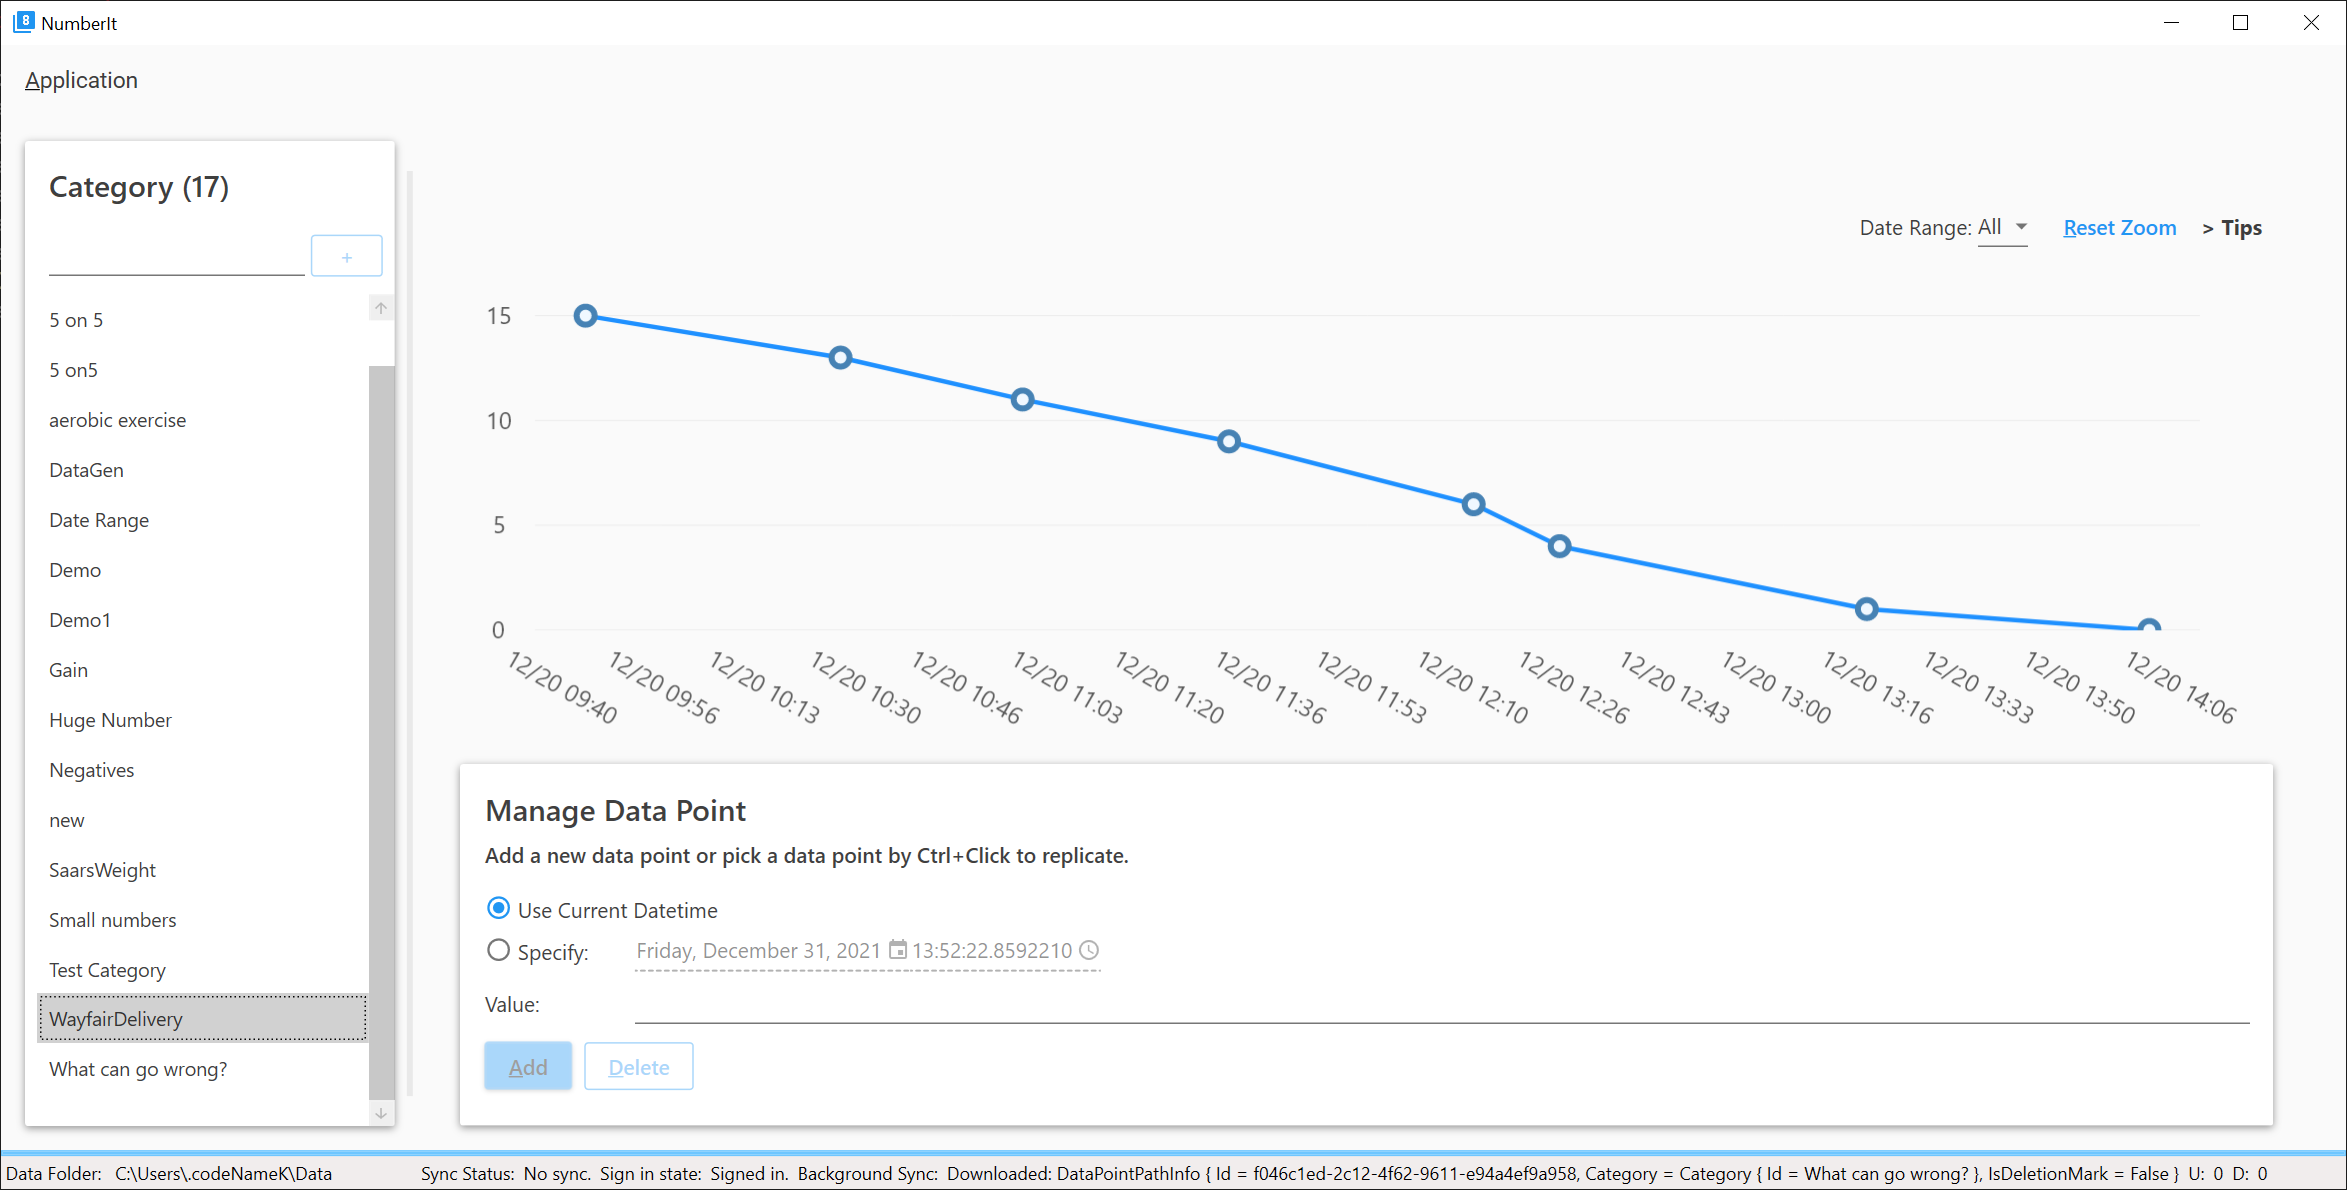 NumberIt
Application
Category (17)
+
5 on 5
5 on5
aerobic exercise
DataGen
Date Range
Demo
Demo1
Gain
Huge Number
Negatives
new
SaarsWeight
Small numbers
Test Category
WayfairDelivery
What can go wrong?
Date Range: All Reset Zoom > Tips
15
10
5
0
12/20 09:40
12/20 09:56
12/20 10:13
12/20 10:30
12/20 10:46
12/20 11:03
12/20 11:20
12/20 11:36
12/20 11:53
12/20 12:10
12/20 12:26
12/20 12:43
12/20 13:00
12/20 13:16
12/20 13:33
12/20 13:50
12/20 14:06
Manage Data Point
Add a new data point or pick a data point by Ctrl+Click to replicate.
Use Current Datetime
Specify: Friday, December 31, 2021 13:52:22.8592210
Value:
Add Delete
Data Folder: C:\Users\.codeNameK\Data Sync Status: No sync. Sign in state: Signed in. Background Sync: Downloaded: DataPointPathInfo { Id = f046c1ed-2c12-4f62-9611-e94a4ef9a958, Category = Category { Id = What can go wrong? }, IsDeletionMark = False } U: 0 D: 0